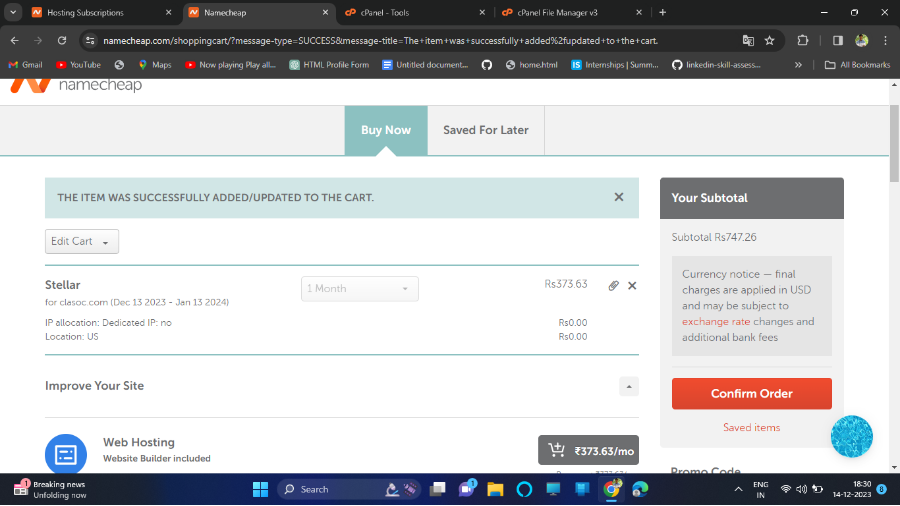 Hosting Subscriptions
Namecheap
cPanel - Tools
cPanel File Manager v3
namecheap.com/shoppingcart/?message-type=SUCCESS&message-title=The+item+was+successfully+added%2fupdated+to+the+cart.
Gmail
YouTube
Maps
Now playing Play all...
HTML Profile Form
Untitled document...
home.html
IS Internships | Summ...
linkedin-skill-assess...
All Bookmarks
namecheap
Buy Now
Saved For Later
THE ITEM WAS SUCCESSFULLY ADDED/UPDATED TO THE CART.
Edit Cart
Stellar
1 Month
Rs373.63
for clasoc.com (Dec 13 2023 - Jan 13 2024)
IP allocation: Dedicated IP: no
Rs0.00
Location: US
Rs0.00
Improve Your Site
Web Hosting
Website Builder included
₹373.63/mo
Your Subtotal
Subtotal Rs747.26
Currency notice — final
charges are applied in USD
and may be subject to
exchange rate changes and
additional bank fees
Confirm Order
Saved items
Promo Code
1
Breaking news
Unfolding now
Search
1
ENG
IN
18:30
14-12-2023
8